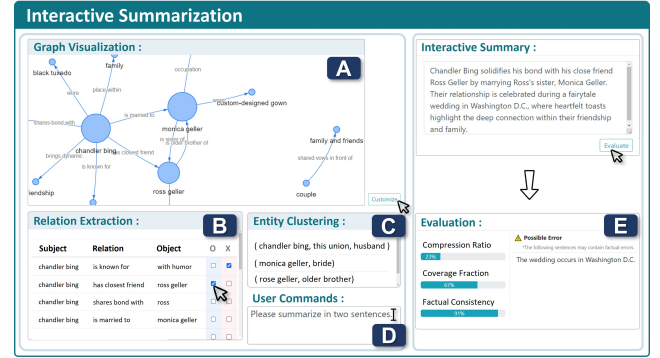 Interactive Summarization
Graph Visualization :
A
family
black tuxedo
occupation
wore
place within
wore
custom-designed gown
shares bond with
is married to
monica geller
family and friends
is sister of
is older brother of
chandler bing
has closest friend
shared vows in front of
brings dynamic
is known for
iendship
ross geller
couple
Customize
Relation Extraction :
B
Subject Relation Object O X
chandler bing is known for with humor
chandler bing has closest friend ross geller
chandler bing shares bond with ross
chandler bing is married to monica geller
Entity Clustering :
C
( chandler bing, this union, husband )
( monica geller, bride)
( rose geller, older brother)
User Commands :
Please summarize in two sentences.
D
Interactive Summary :
Chandler Bing solidifies his bond with his close friend
Ross Geller by marrying Ross's sister, Monica Geller.
Their relationship is celebrated during a fairytale
wedding in Washington D.C., where heartfelt toasts
highlight the deep connection within their friendship
and family.
Evaluate
Evaluation :
E
Compression Ratio
23%
Coverage Fraction
67%
Factual Consistency
91%
Possible Error
*The following sentences may contain factual errors.
The wedding occurs in Washington D.C.